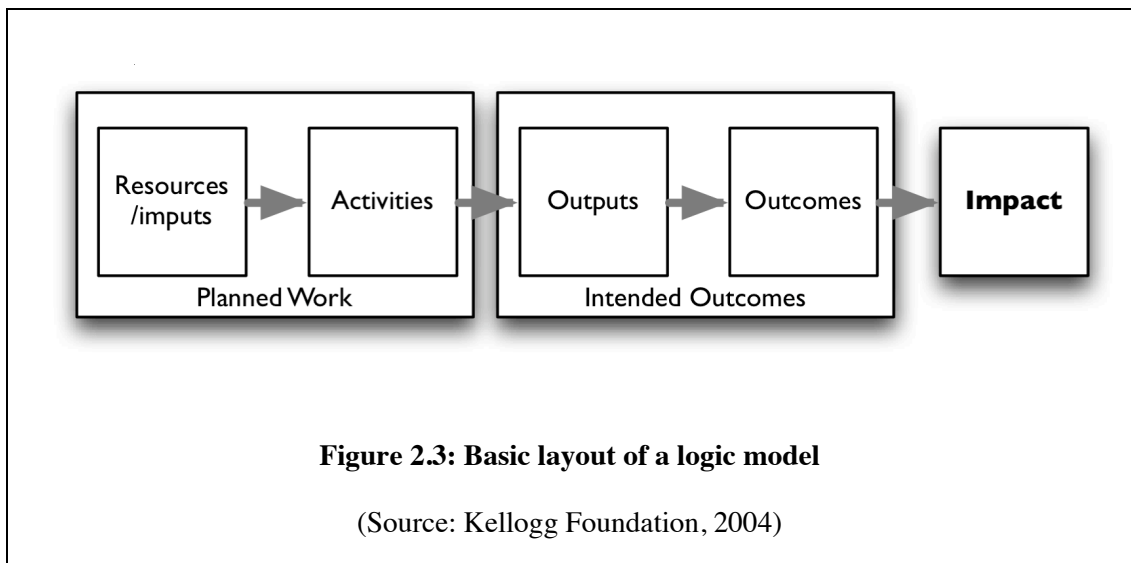 Resources
/imputs
Activities
Outputs
Outcomes
Impact
Planned Work
Intended Outcomes
Figure 2.3: Basic layout of a logic model
(Source: Kellogg Foundation, 2004)